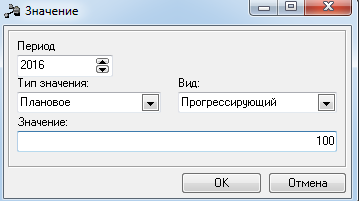 Значение
Период
2016
Тип значения: Вид:
Плановое Прогрессирующий
Значение:
100
OK Отмена